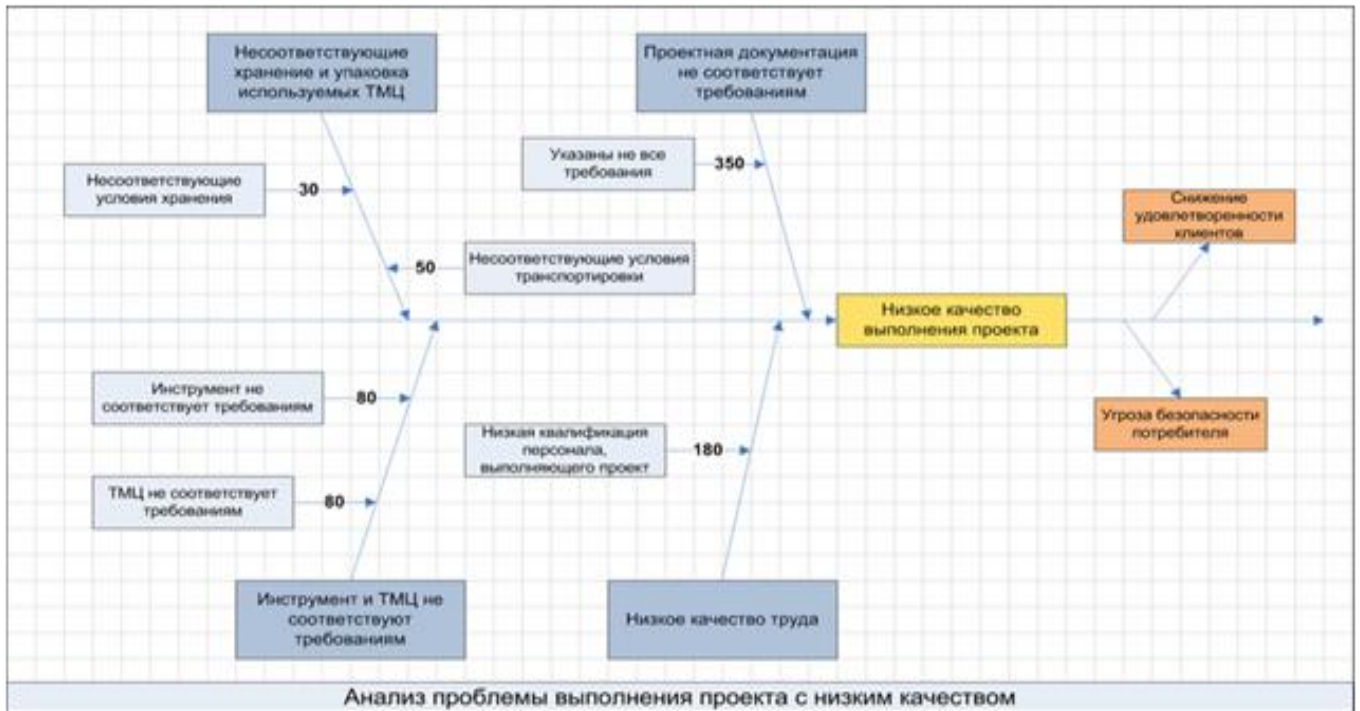 Несоответствующие
хранение и упаковка
используемых ТМЦ
Проектная документация
не соответствует
требованиям
Указаны не все
требования
350
Несоответствующие
условия хранения
30
Снижение
удовлетворенности
клиентов
50
Несоответствующие условия
транспортировки
Низкое качество
выполнения проекта
Инструмент не
соответствует требованиям
80
Угроза безопасности
потребителя
Низкая квалификация
персонала,
выполняющего проект
180
ТМЦ не соответствует
требованиям
80
Инструмент и ТМЦ не
соответствуют
требованиям
Низкое качество труда
Анализ проблемы выполнения проекта с низким качеством